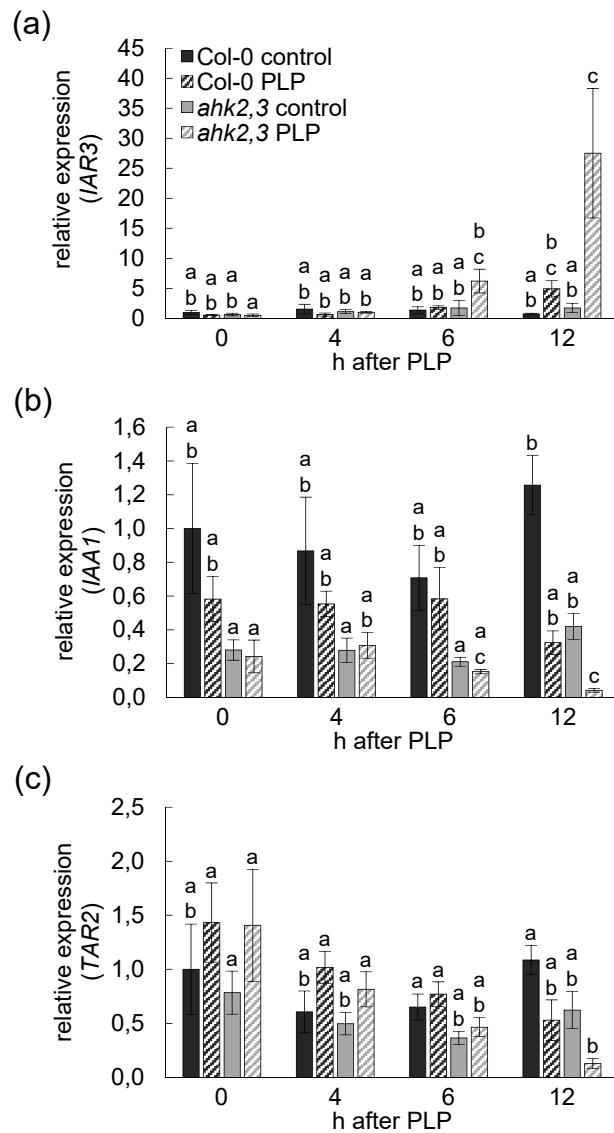 (a)
relative expression
(IAR3)
45
40
35
30
25
20
15
10
5
0
Col-0 control
Col-0 PLP
ahk2,3 control
ahk2,3 PLP
a a a
b b b a
a a a a
b b b b
a a a b
b b b c
a b a c
b c b
0 4 6 12
h after PLP
(b)
relative expression
(IAA1)
1,6
1,4
1,2
1,0
0,8
0,6
0,4
0,2
0,0
a
b
a
b
a a
a
b
a
b
a
a
b
a
b
a
b
a
a
c
b
a
b
a
b
c
0 4 6 12
h after PLP
(c)
relative expression
(TAR2)
2,5
2,0
1,5
1,0
0,5
0,0
a
b
a
a
a
a
b
a
a
b
a
a
a
a
b
a
b
a
a
b
a
b
b
0 4 6 12
h after PLP